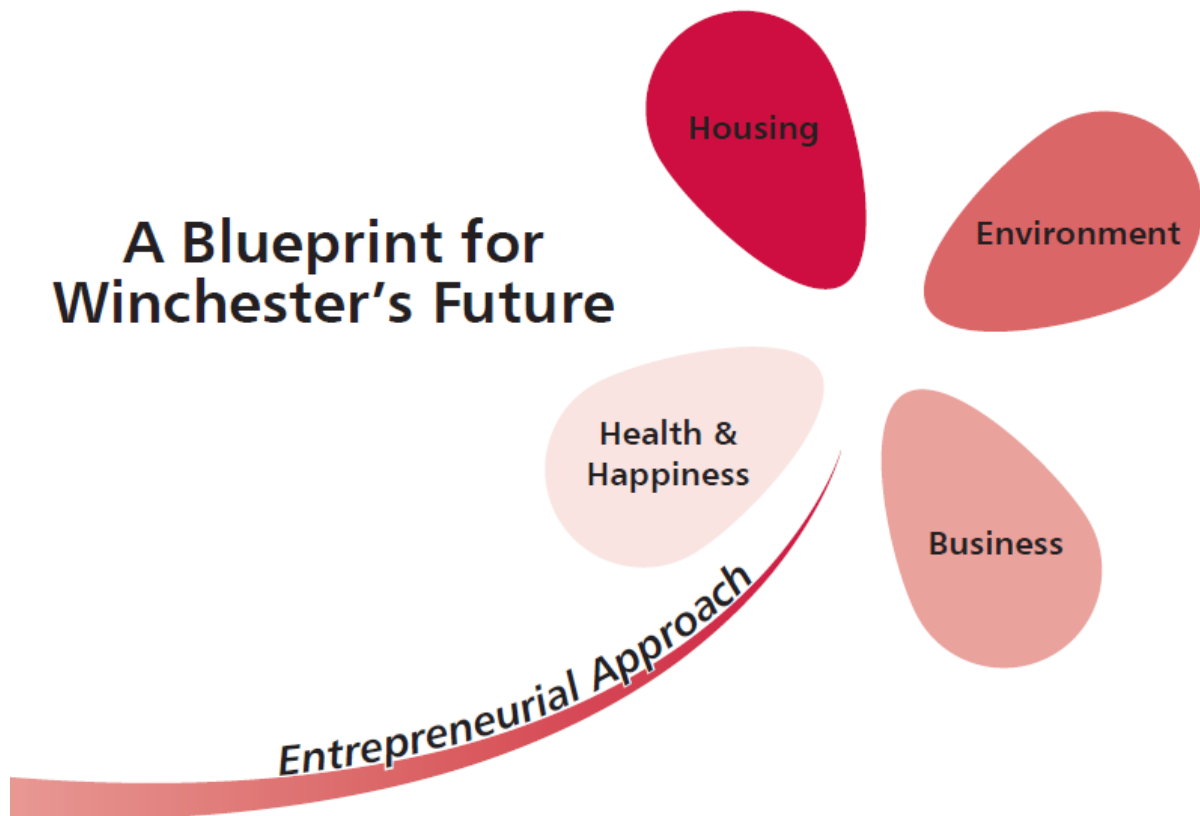 A Blueprint for
Winchester’s Future
Housing
Environment
Health &
Happiness
Business
Entrepreneurial Approach